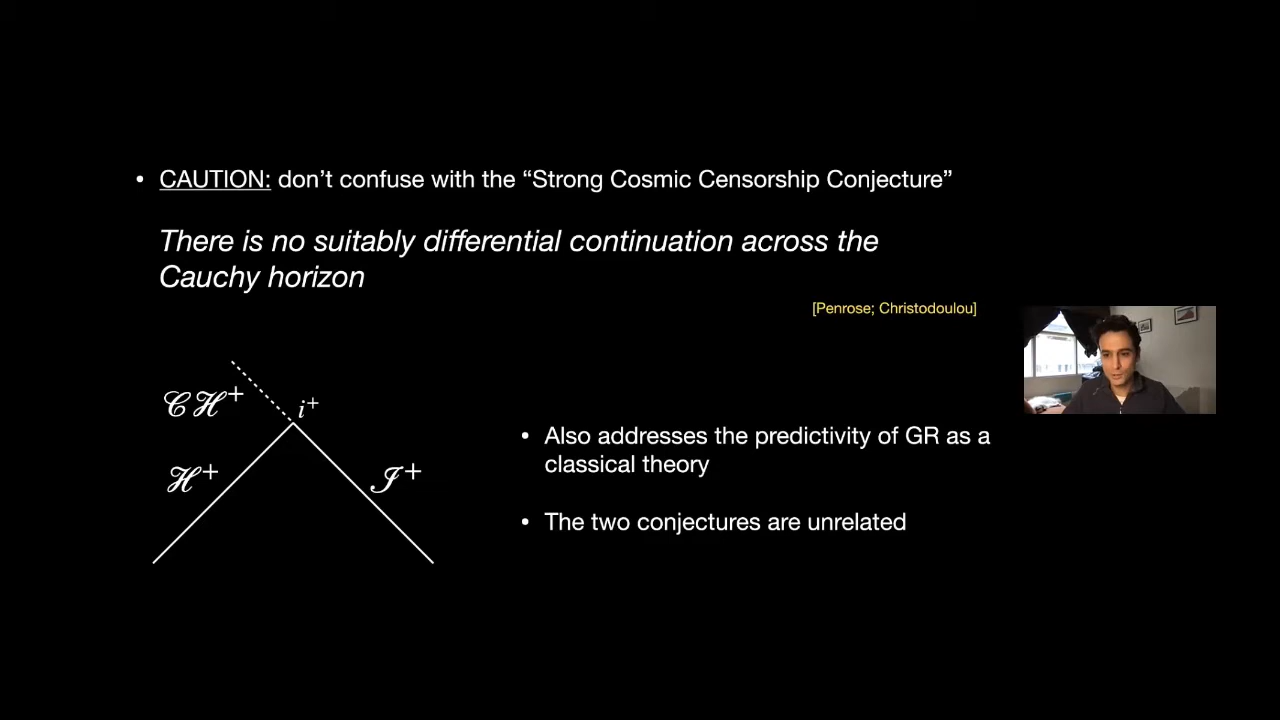 • CAUTION: don’t confuse with the “Strong Cosmic Censorship Conjecture”
There is no suitably differential continuation across the
Cauchy horizon
[Penrose; Christodoulou]
𝒞ℋ⁺
i⁺
ℋ⁺
ℐ⁺
• Also addresses the predictivity of GR as a
classical theory
• The two conjectures are unrelated